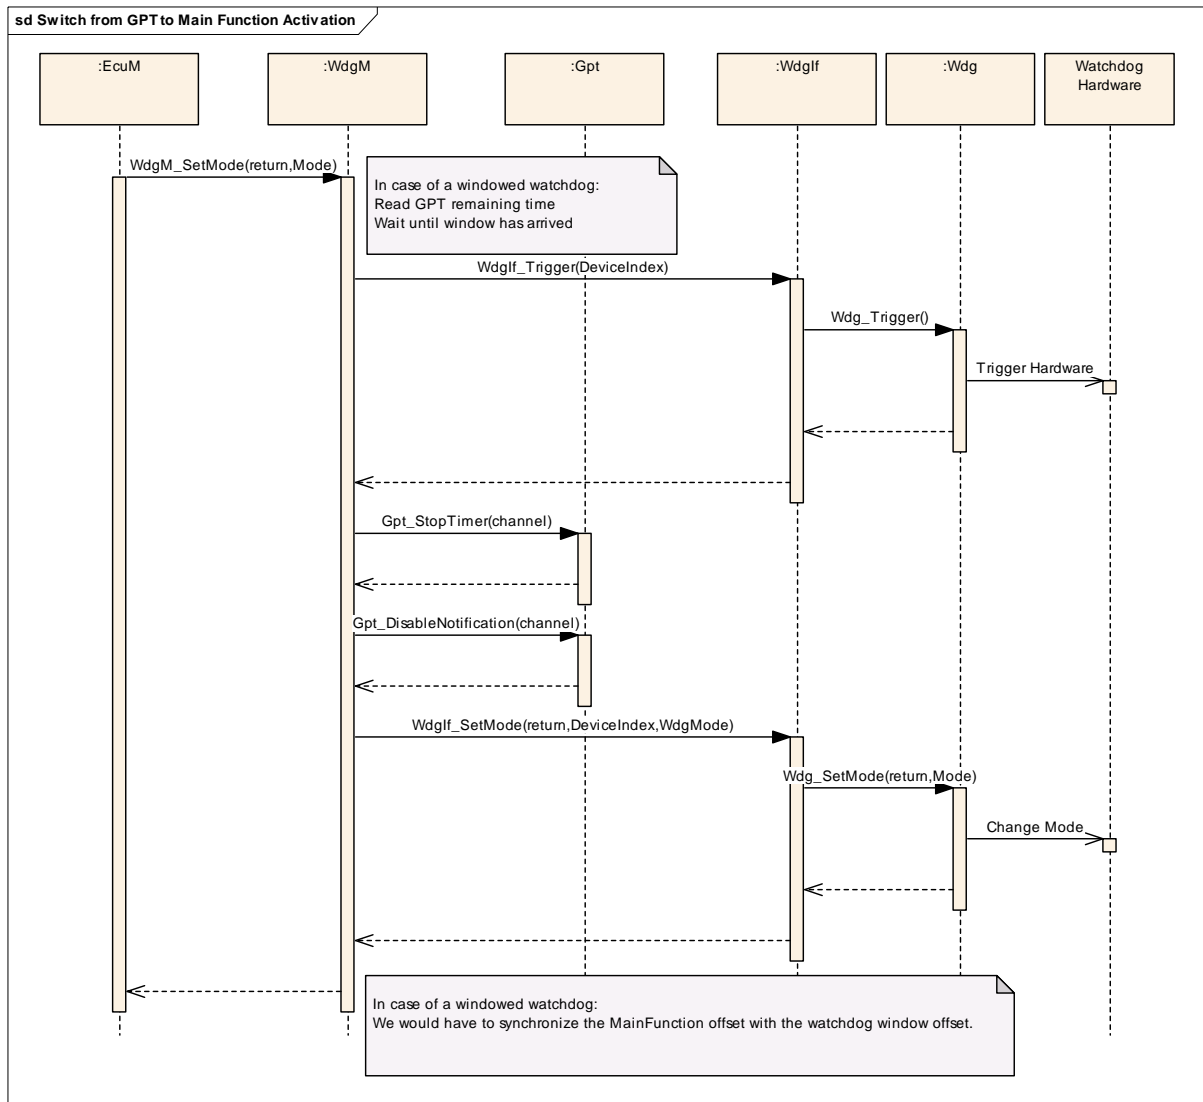 sd Switch from GPT to Main Function Activation
:EcuM
:WdgM
:Gpt
:WdgIf
:Wdg
Watchdog
Hardware
WdgM_SetMode(return,Mode)
In case of a windowed watchdog:
Read GPT remaining time
Wait until window has arrived
WdgIf_Trigger(DeviceIndex)
Wdg_Trigger()
Trigger Hardware
Gpt_StopTimer(channel)
Gpt_DisableNotification(channel)
WdgIf_SetMode(return,DeviceIndex,WdgMode)
Wdg_SetMode(return,Mode)
Change Mode
In case of a windowed watchdog:
We would have to synchronize the MainFunction offset with the watchdog window offset.